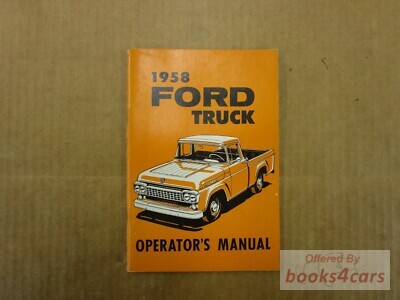 1958
FORD
TRUCK
OPERATOR'S MANUAL
Offered By
books4cars